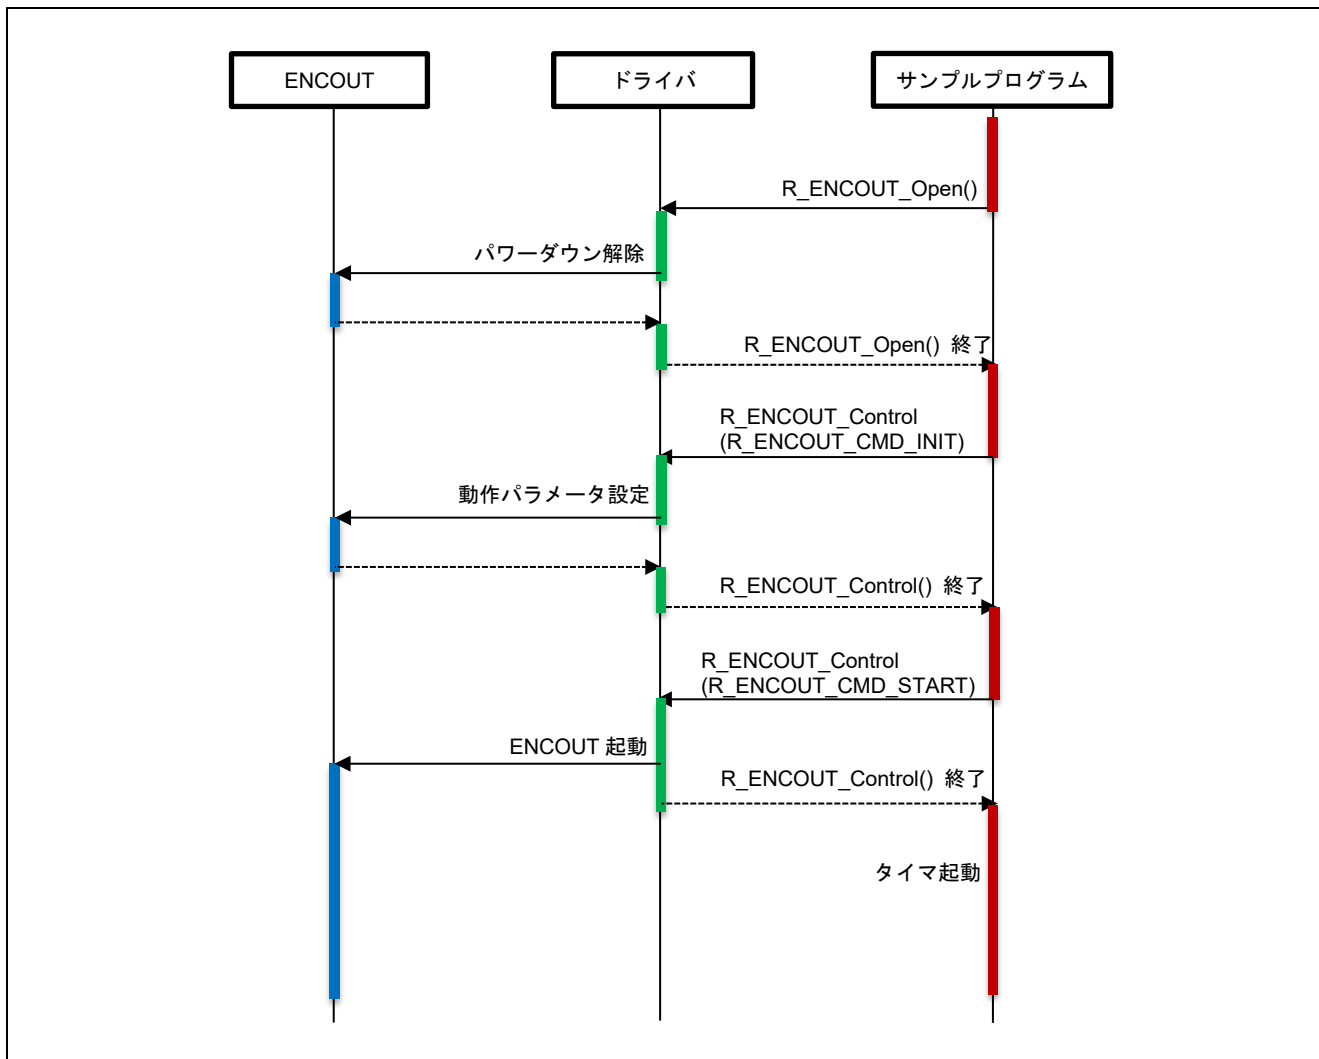 ENCOUT
ドライバ
サンプルプログラム
R_ENCOUT_Open()
パワーダウン解除
R_ENCOUT_Open() 終了
R_ENCOUT_Control
(R_ENCOUT_CMD_INIT)
動作パラメータ設定
R_ENCOUT_Control() 終了
R_ENCOUT_Control
(R_ENCOUT_CMD_START)
ENCOUT 起動
R_ENCOUT_Control() 終了
タイマ起動